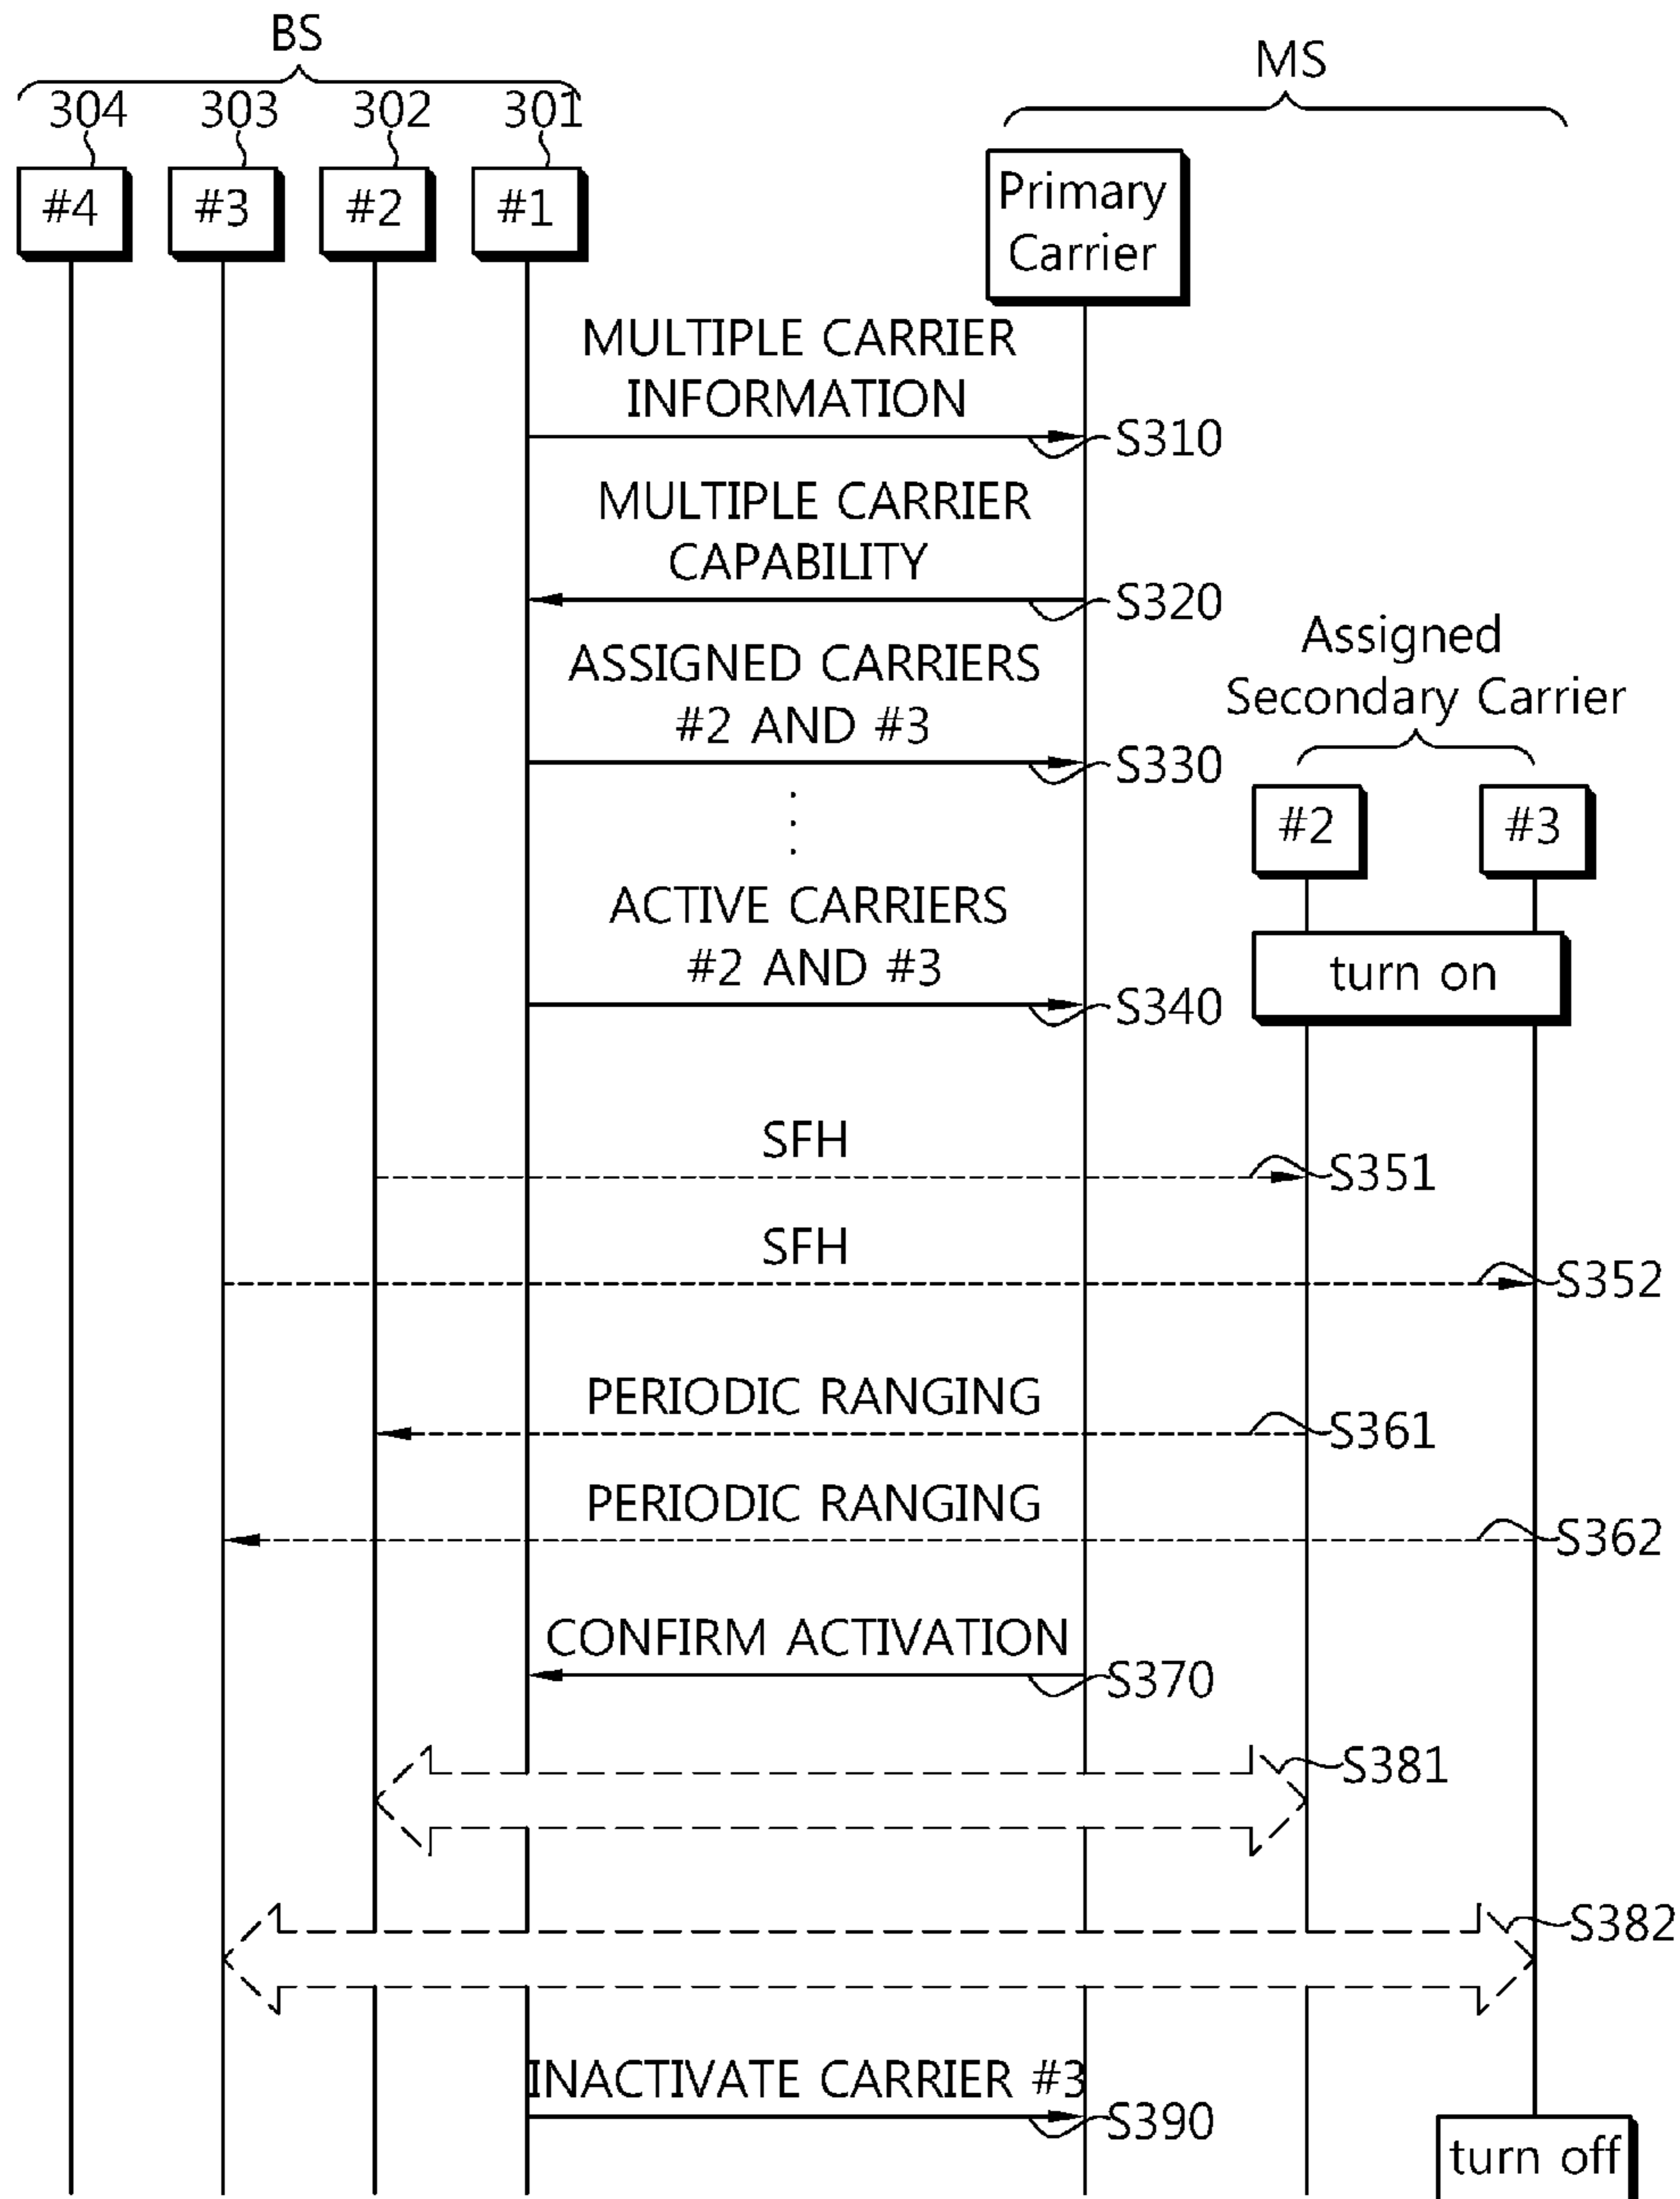 BS
MS
304
303
302
301
#4
#3
#2
#1
Primary
Carrier
MULTIPLE CARRIER
INFORMATION
S310
MULTIPLE CARRIER
CAPABILITY
S320
Assigned
Secondary Carrier
ASSIGNED CARRIERS
#2 AND #3
S330
#2
#3
ACTIVE CARRIERS
#2 AND #3
S340
turn on
SFH
S351
SFH
S352
PERIODIC RANGING
S361
PERIODIC RANGING
S362
CONFIRM ACTIVATION
S370
S381
S382
INACTIVATE CARRIER #3
S390
turn off